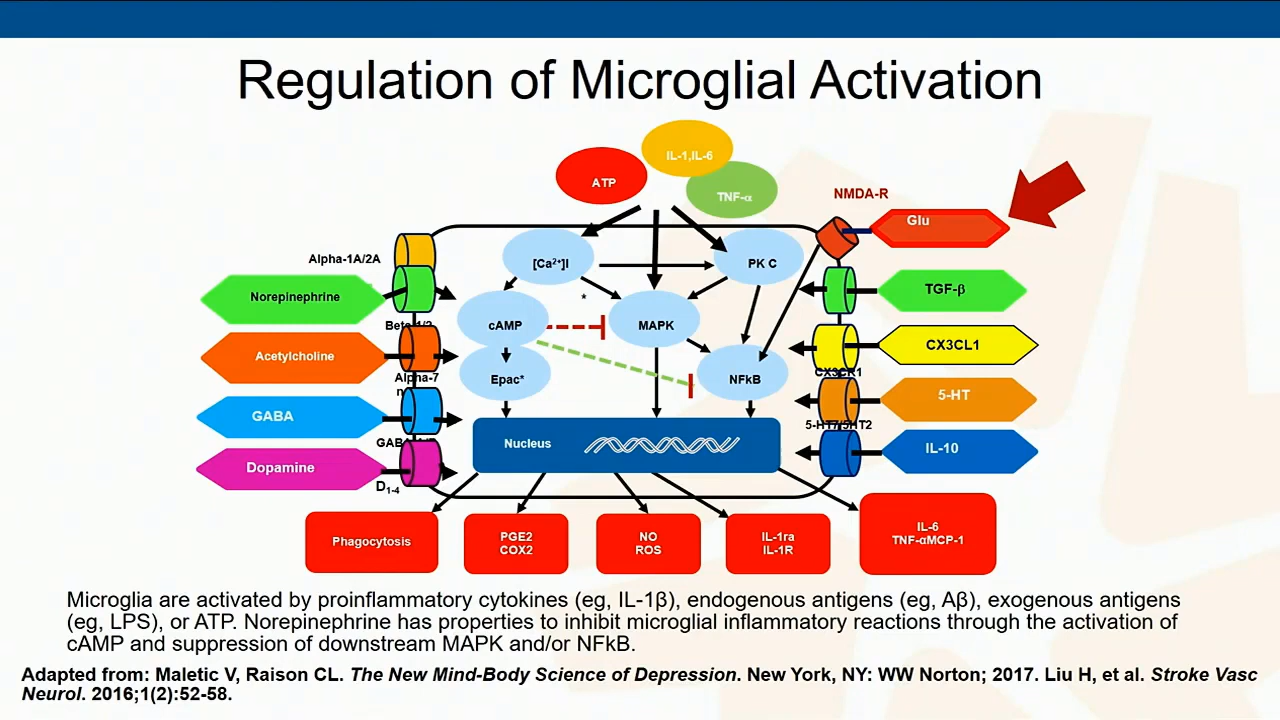 Regulation of Microglial Activation
IL-1,IL-6
ATP
TNF-α
NMDA-R
Glu
Alpha-1A/2A
[Ca²⁺]I
PK C
Norepinephrine
TGF-β
*
cAMP
MAPK
Acetylcholine
CX3CL1
Epac*
NFkB
CX3CR1
Alpha-7
n
5-HT
GABA
5-HT7/5HT2
Nucleus
IL-10
Dopamine
D₁₋₄
Phagocytosis
PGE2
COX2
NO
ROS
IL-1ra
IL-1R
IL-6
TNF-αMCP-1
Microglia are activated by proinflammatory cytokines (eg, IL-1β), endogenous antigens (eg, Aβ), exogenous antigens
(eg, LPS), or ATP. Norepinephrine has properties to inhibit microglial inflammatory reactions through the activation of
cAMP and suppression of downstream MAPK and/or NFkB.
Adapted from: Maletic V, Raison CL. The New Mind-Body Science of Depression. New York, NY: WW Norton; 2017. Liu H, et al. Stroke Vasc
Neurol. 2016;1(2):52-58.